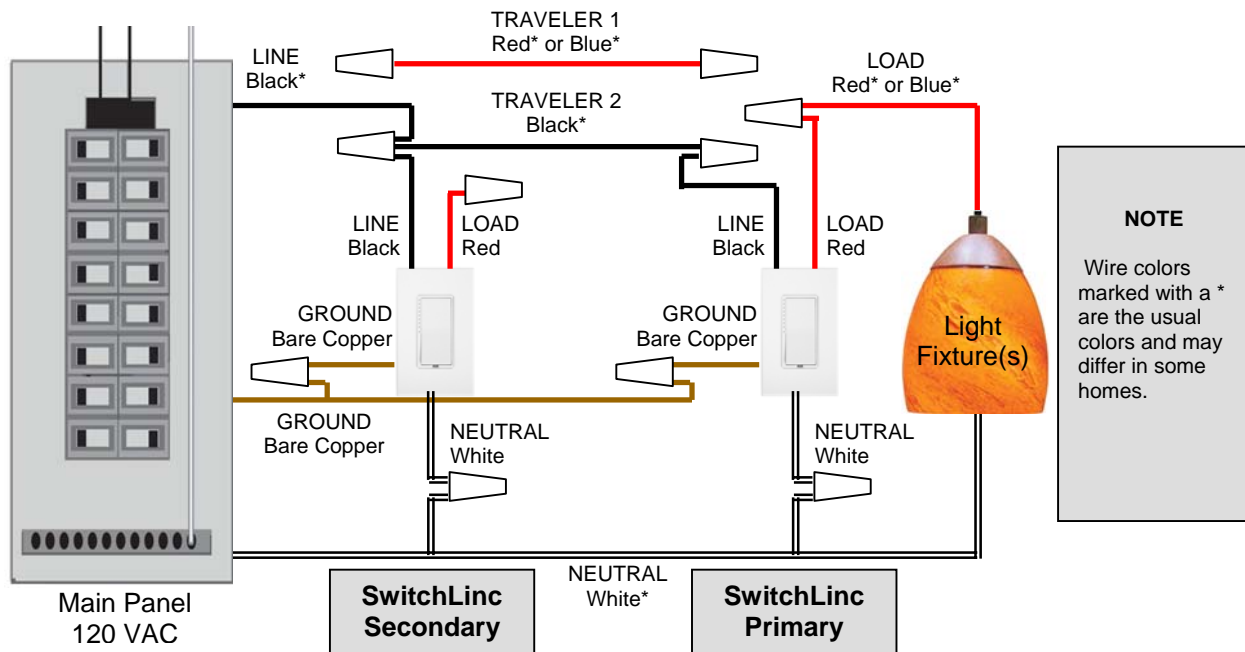 TRAVELER 1
Red* or Blue*
LINE
Black*
LOAD
Red* or Blue*
TRAVELER 2
Black*
LINE
Black
LOAD
Red
LINE
Black
LOAD
Red
NOTE
Wire colors
marked with a *
are the usual
colors and may
differ in some
homes.
GROUND
Bare Copper
GROUND
Bare Copper
Light
Fixture(s)
GROUND
Bare Copper
NEUTRAL
White
NEUTRAL
White
NEUTRAL
White*
Main Panel
120 VAC
SwitchLinc
Secondary
SwitchLinc
Primary